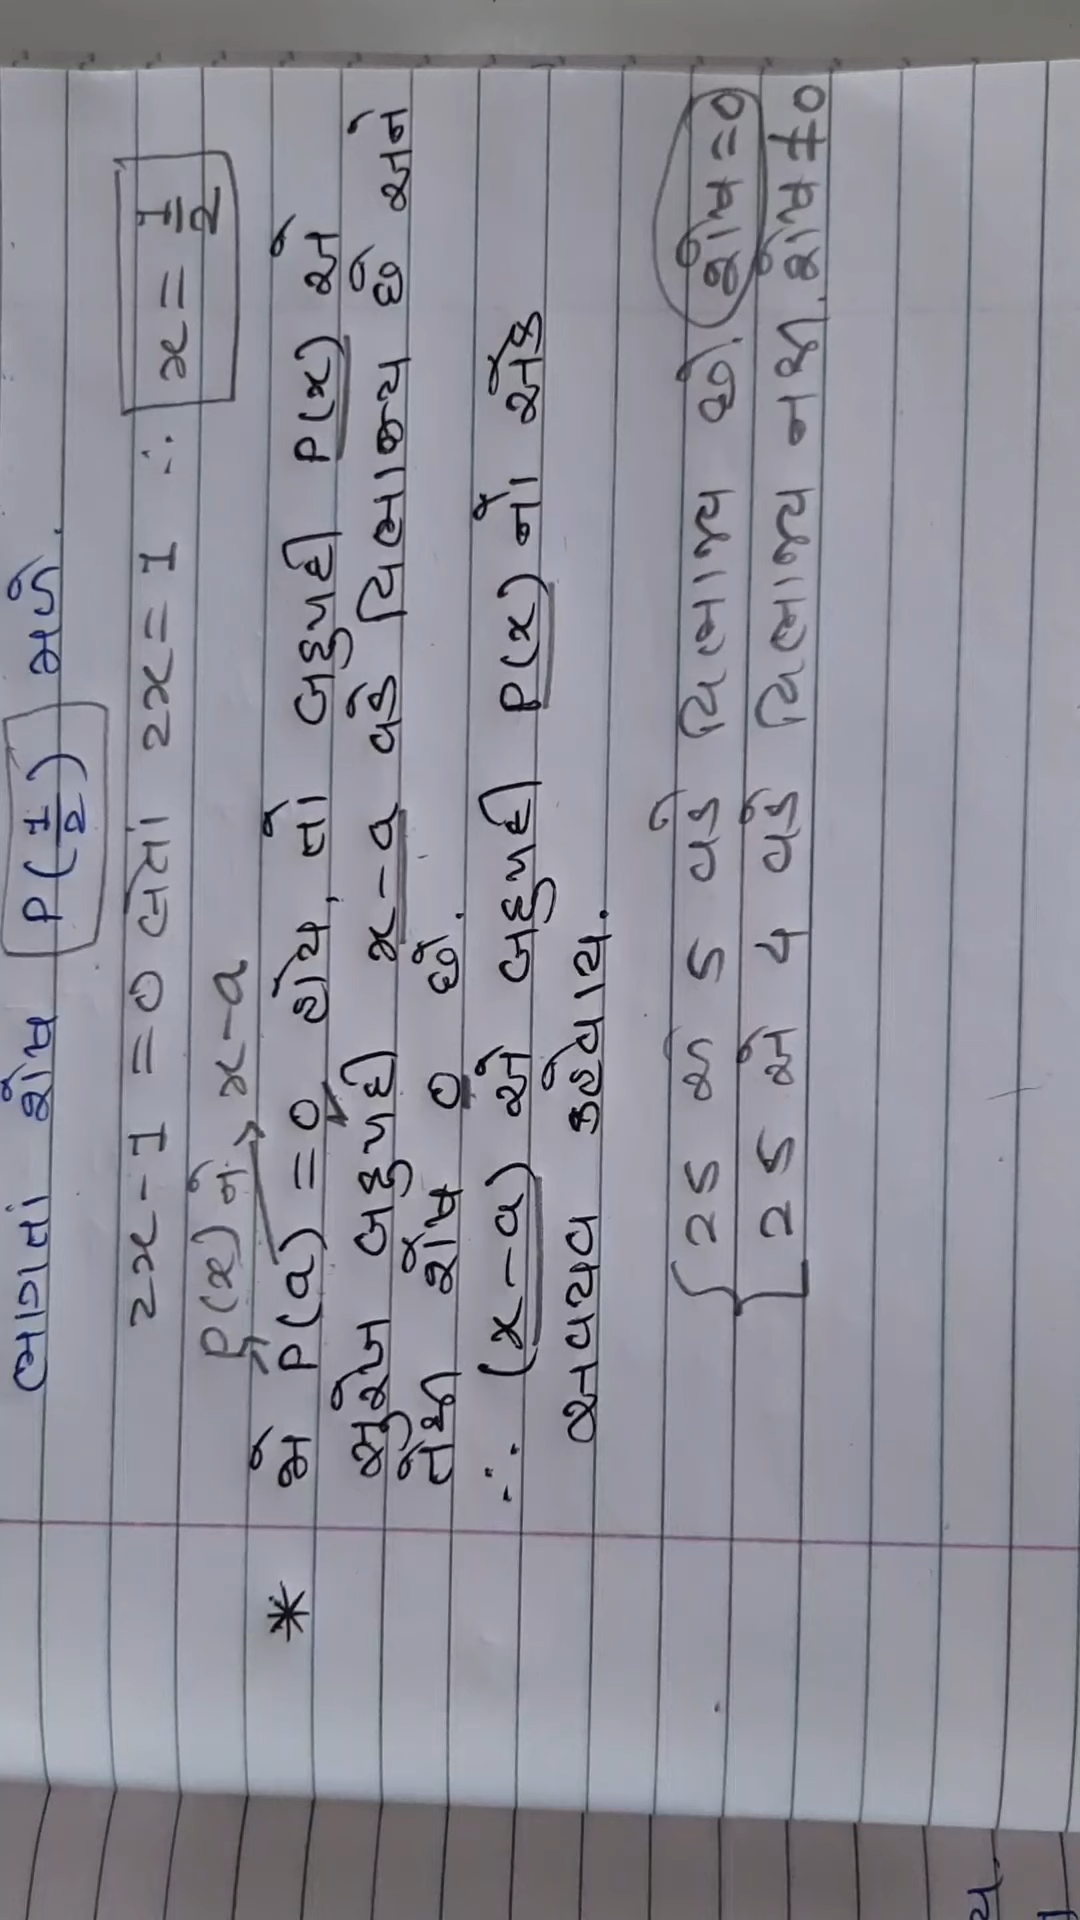 ભાગતાં શેષ P(1/2) મળે.
2x-1=0 લેતાં 2x=1 ∴ x=1/2
P(x) ને x-a
* જો P(a)=0 હોય, તો બહુપદી P(x) એ
સુરેખ બહુપદી x-a વડે વિભાજ્ય છે અને
તેથી શેષ 0 છે.
∴ (x-a) એ બહુપદી P(x) નો એક
અવયવ કહેવાય.
{ 25 એ 5 વડે વિભાજ્ય છે. શેષ=0
25 એ 4 વડે વિભાજ્ય નથી. શેષ≠0